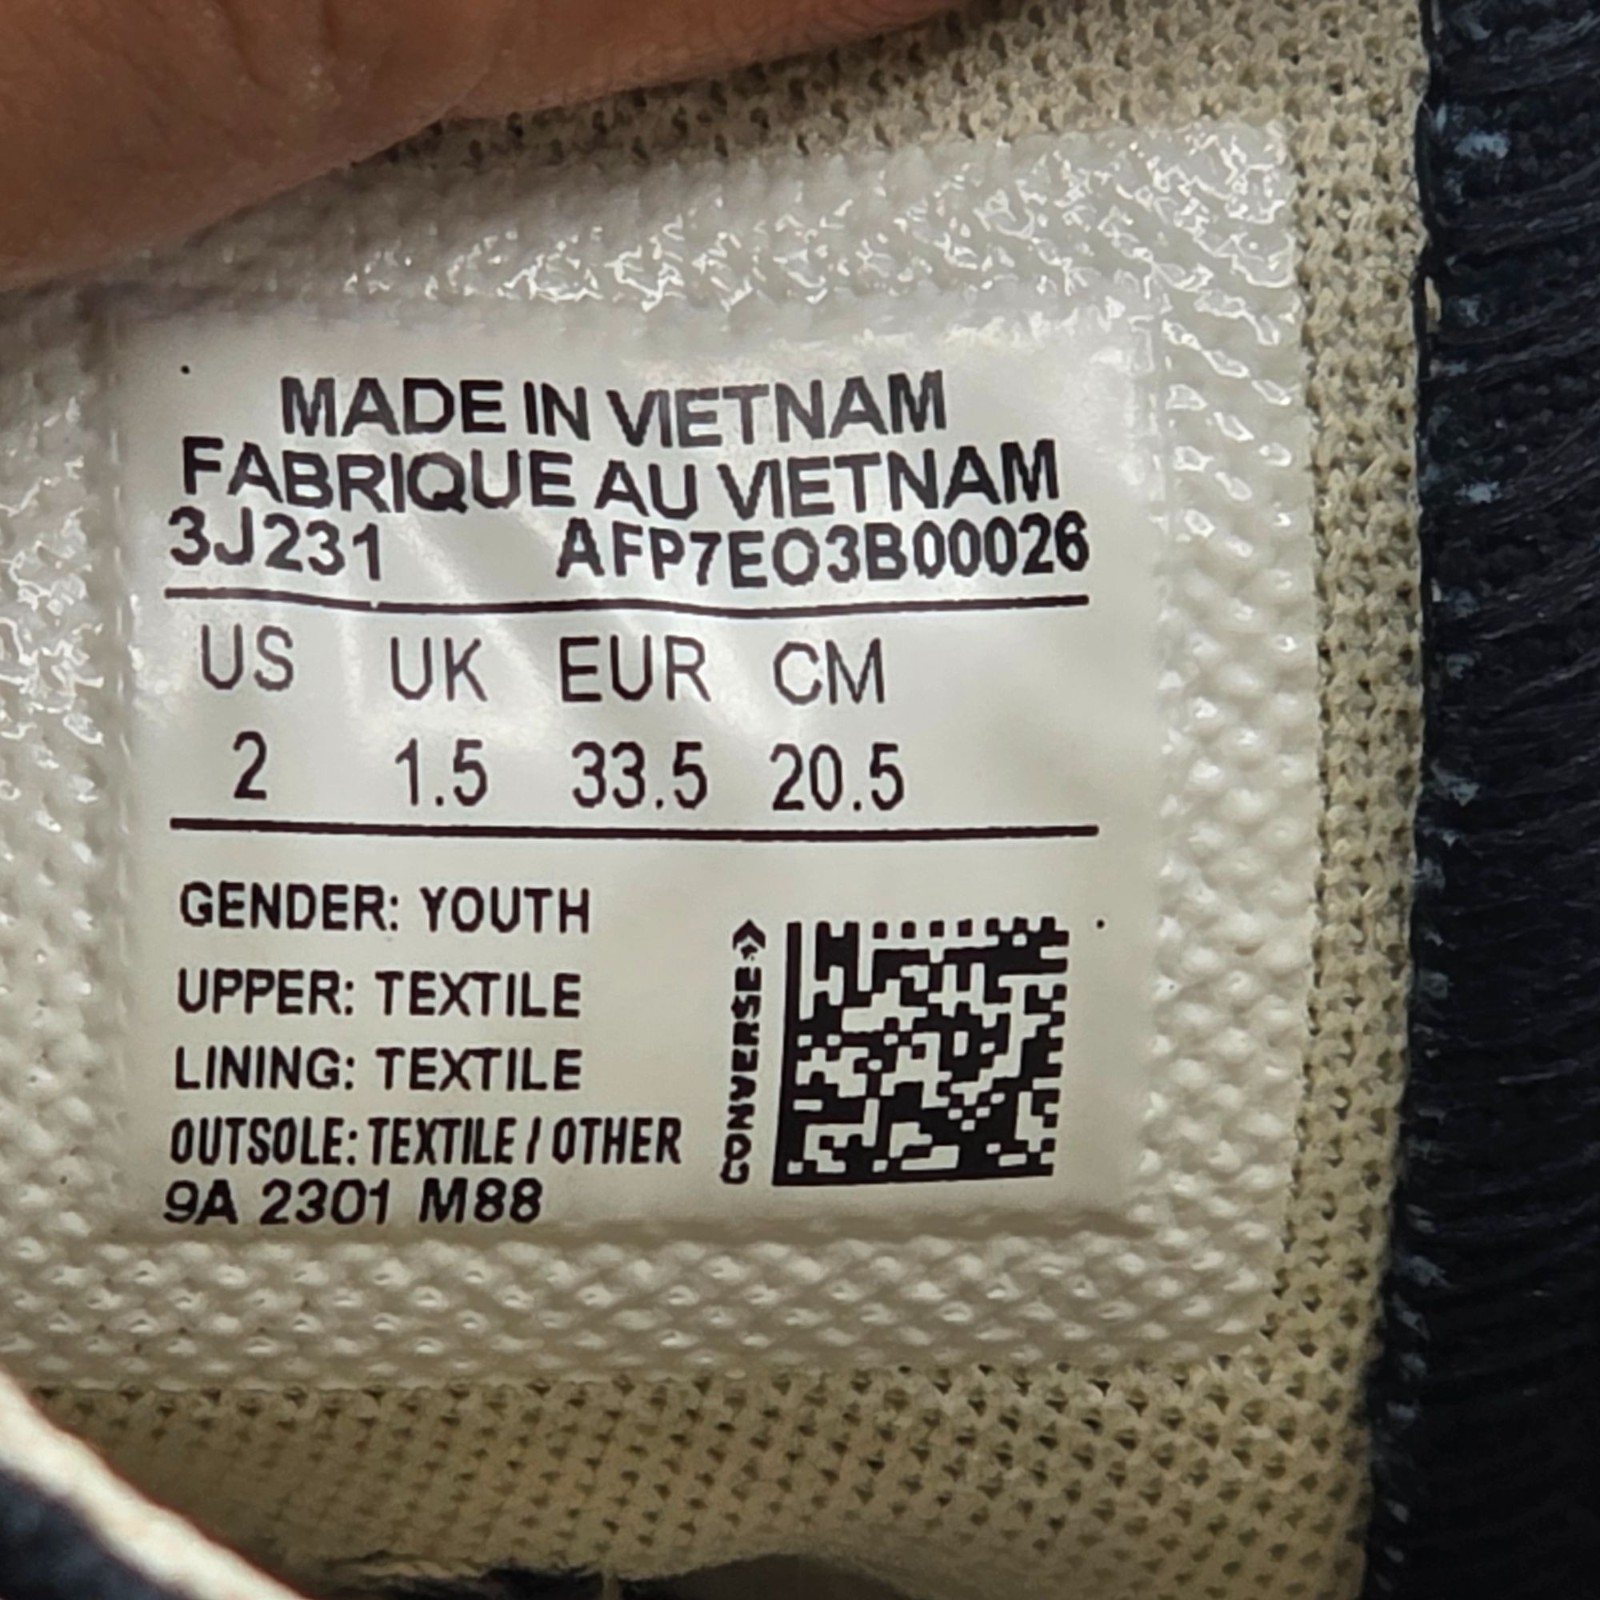 MADE IN VIETNAM
FABRIQUE AU VIETNAM
3J231 AFP7EO3B00026
US UK EUR CM
2 1.5 33.5 20.5
GENDER: YOUTH
UPPER: TEXTILE
LINING: TEXTILE
OUTSOLE: TEXTILE / OTHER
9A 2301 M88
CONVERSE